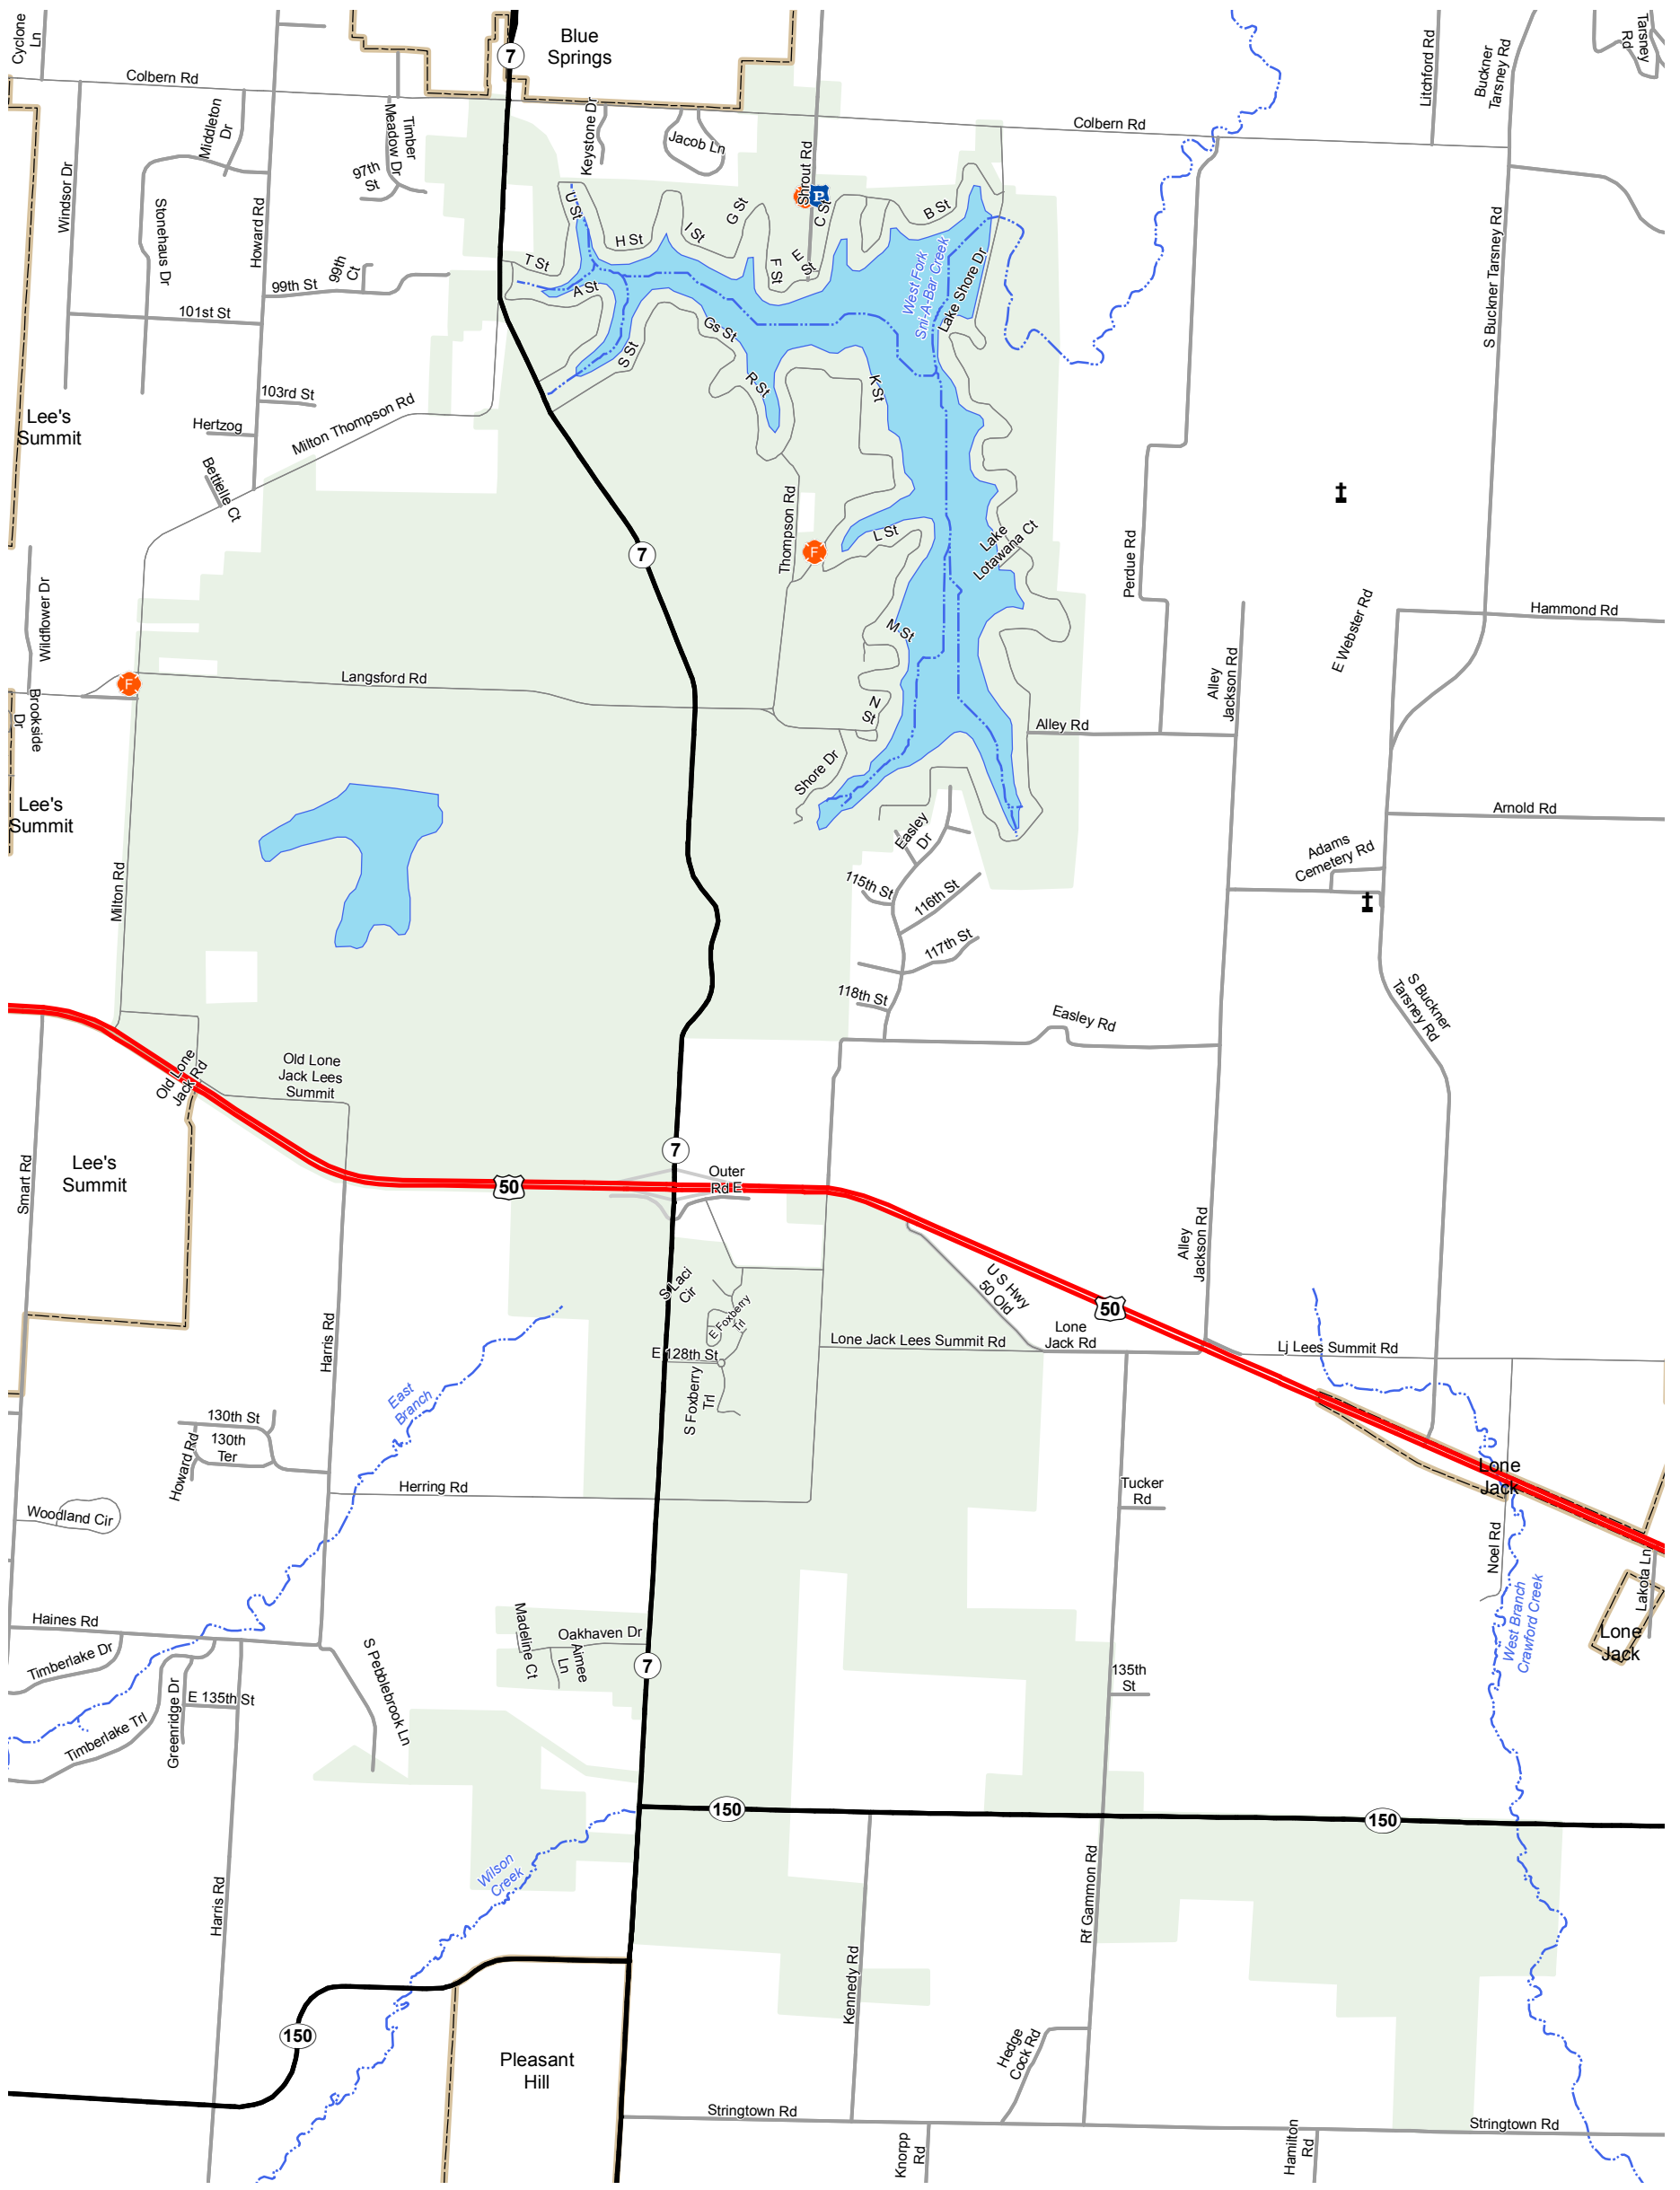 Cyclone
Ln
7
Blue
Springs
Litchford Rd
Buckner
Tarsney Rd
Tarsney
Rd
Colbern Rd
Colbern Rd
Windsor Dr
Middleton
Dr
Timber
Meadow Dr
97th
St
Keystone Dr
Jacob Ln
Shrout Rd
P
F
Stonehaus Dr
Howard Rd
U St
H St
I St
G St
F St
E St
C St
B St
T St
A St
West Fork
Sni-A-Bar Creek
Lake Shore Dr
S Buckner Tarsney Rd
99th St
99th
Ct
101st St
S St
Gs St
R St
K St
103rd St
Hertzog
Milton Thompson Rd
Bettielle Ct
Lee's
Summit
7
Thompson Rd
F
L St
Lake
Lotawana Ct
Perdue Rd
Wildflower Dr
E Webster Rd
Hammond Rd
M St
Alley
Jackson Rd
F
Langsford Rd
Brookside
Dr
N
St
Alley Rd
Shore Dr
Lee's
Summit
Arnold Rd
Easley
Dr
Adams
Cemetery Rd
Milton Rd
115th St
116th St
117th St
118th St
S Buckner
Tarsney Rd
Easley Rd
Old Lone
Jack Rd
Old Lone
Jack Lees
Summit
Smart Rd
Lee's
Summit
7
50
Outer
Rd E
Alley
Jackson Rd
S Laci
Cir
U S Hwy
50 Old
50
E Foxberry
Trl
Harris Rd
E 128th St
Lone Jack Lees Summit Rd
Lone
Jack Rd
Lj Lees Summit Rd
East
Branch
S Foxberry
Trl
130th St
130th
Ter
Howard Rd
Herring Rd
Tucker
Rd
Lone
Jack
Woodland Cir
Noel Rd
Lakota Ln
Haines Rd
Timberlake Dr
Madeline Ct
Oakhaven Dr
Aimee
Ln
7
West Branch
Crawford Creek
Lone
Jack
S Pebblebrook Ln
E 135th St
135th
St
Greenridge Dr
Timberlake Trl
150
150
Wilson
Creek
Harris Rd
Rf Gammon Rd
Kennedy Rd
150
Hedge
Cock Rd
Pleasant
Hill
Stringtown Rd
Stringtown Rd
Knorpp
Rd
Hamilton
Rd